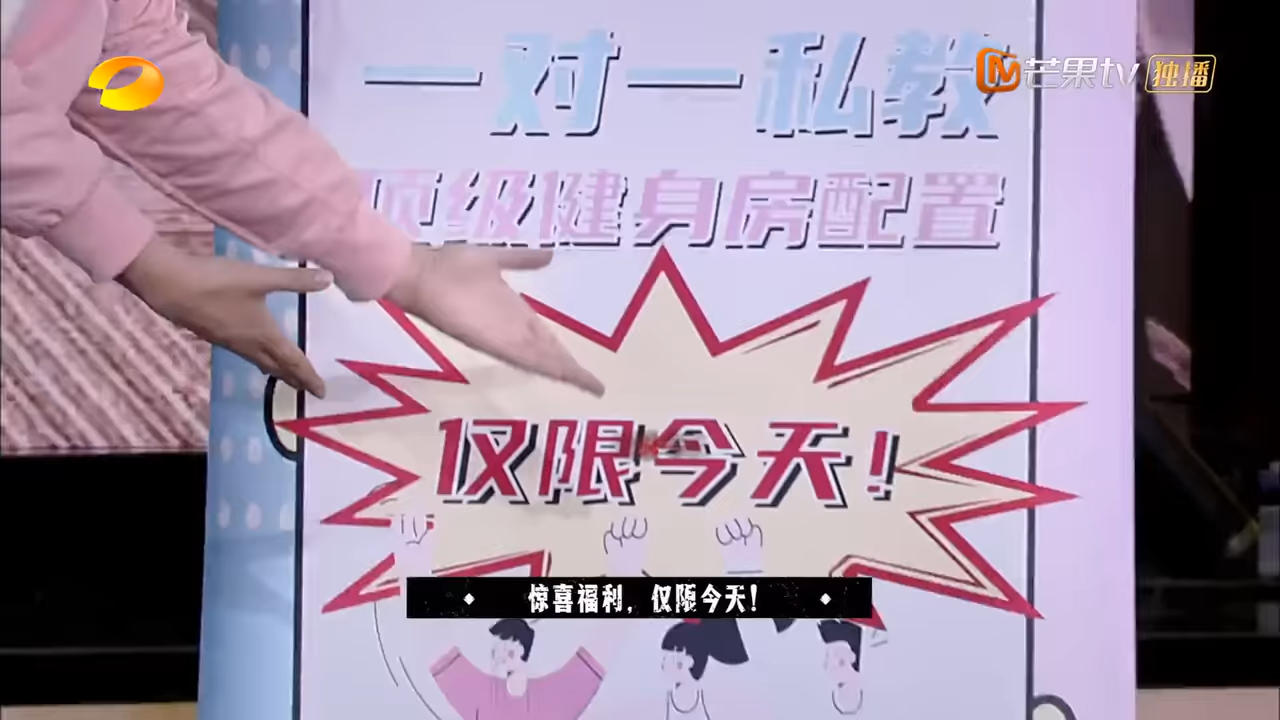 一对一私教
芒果tv 独播
顶级健身房配置
仅限今天!
惊喜福利，仅限今天!